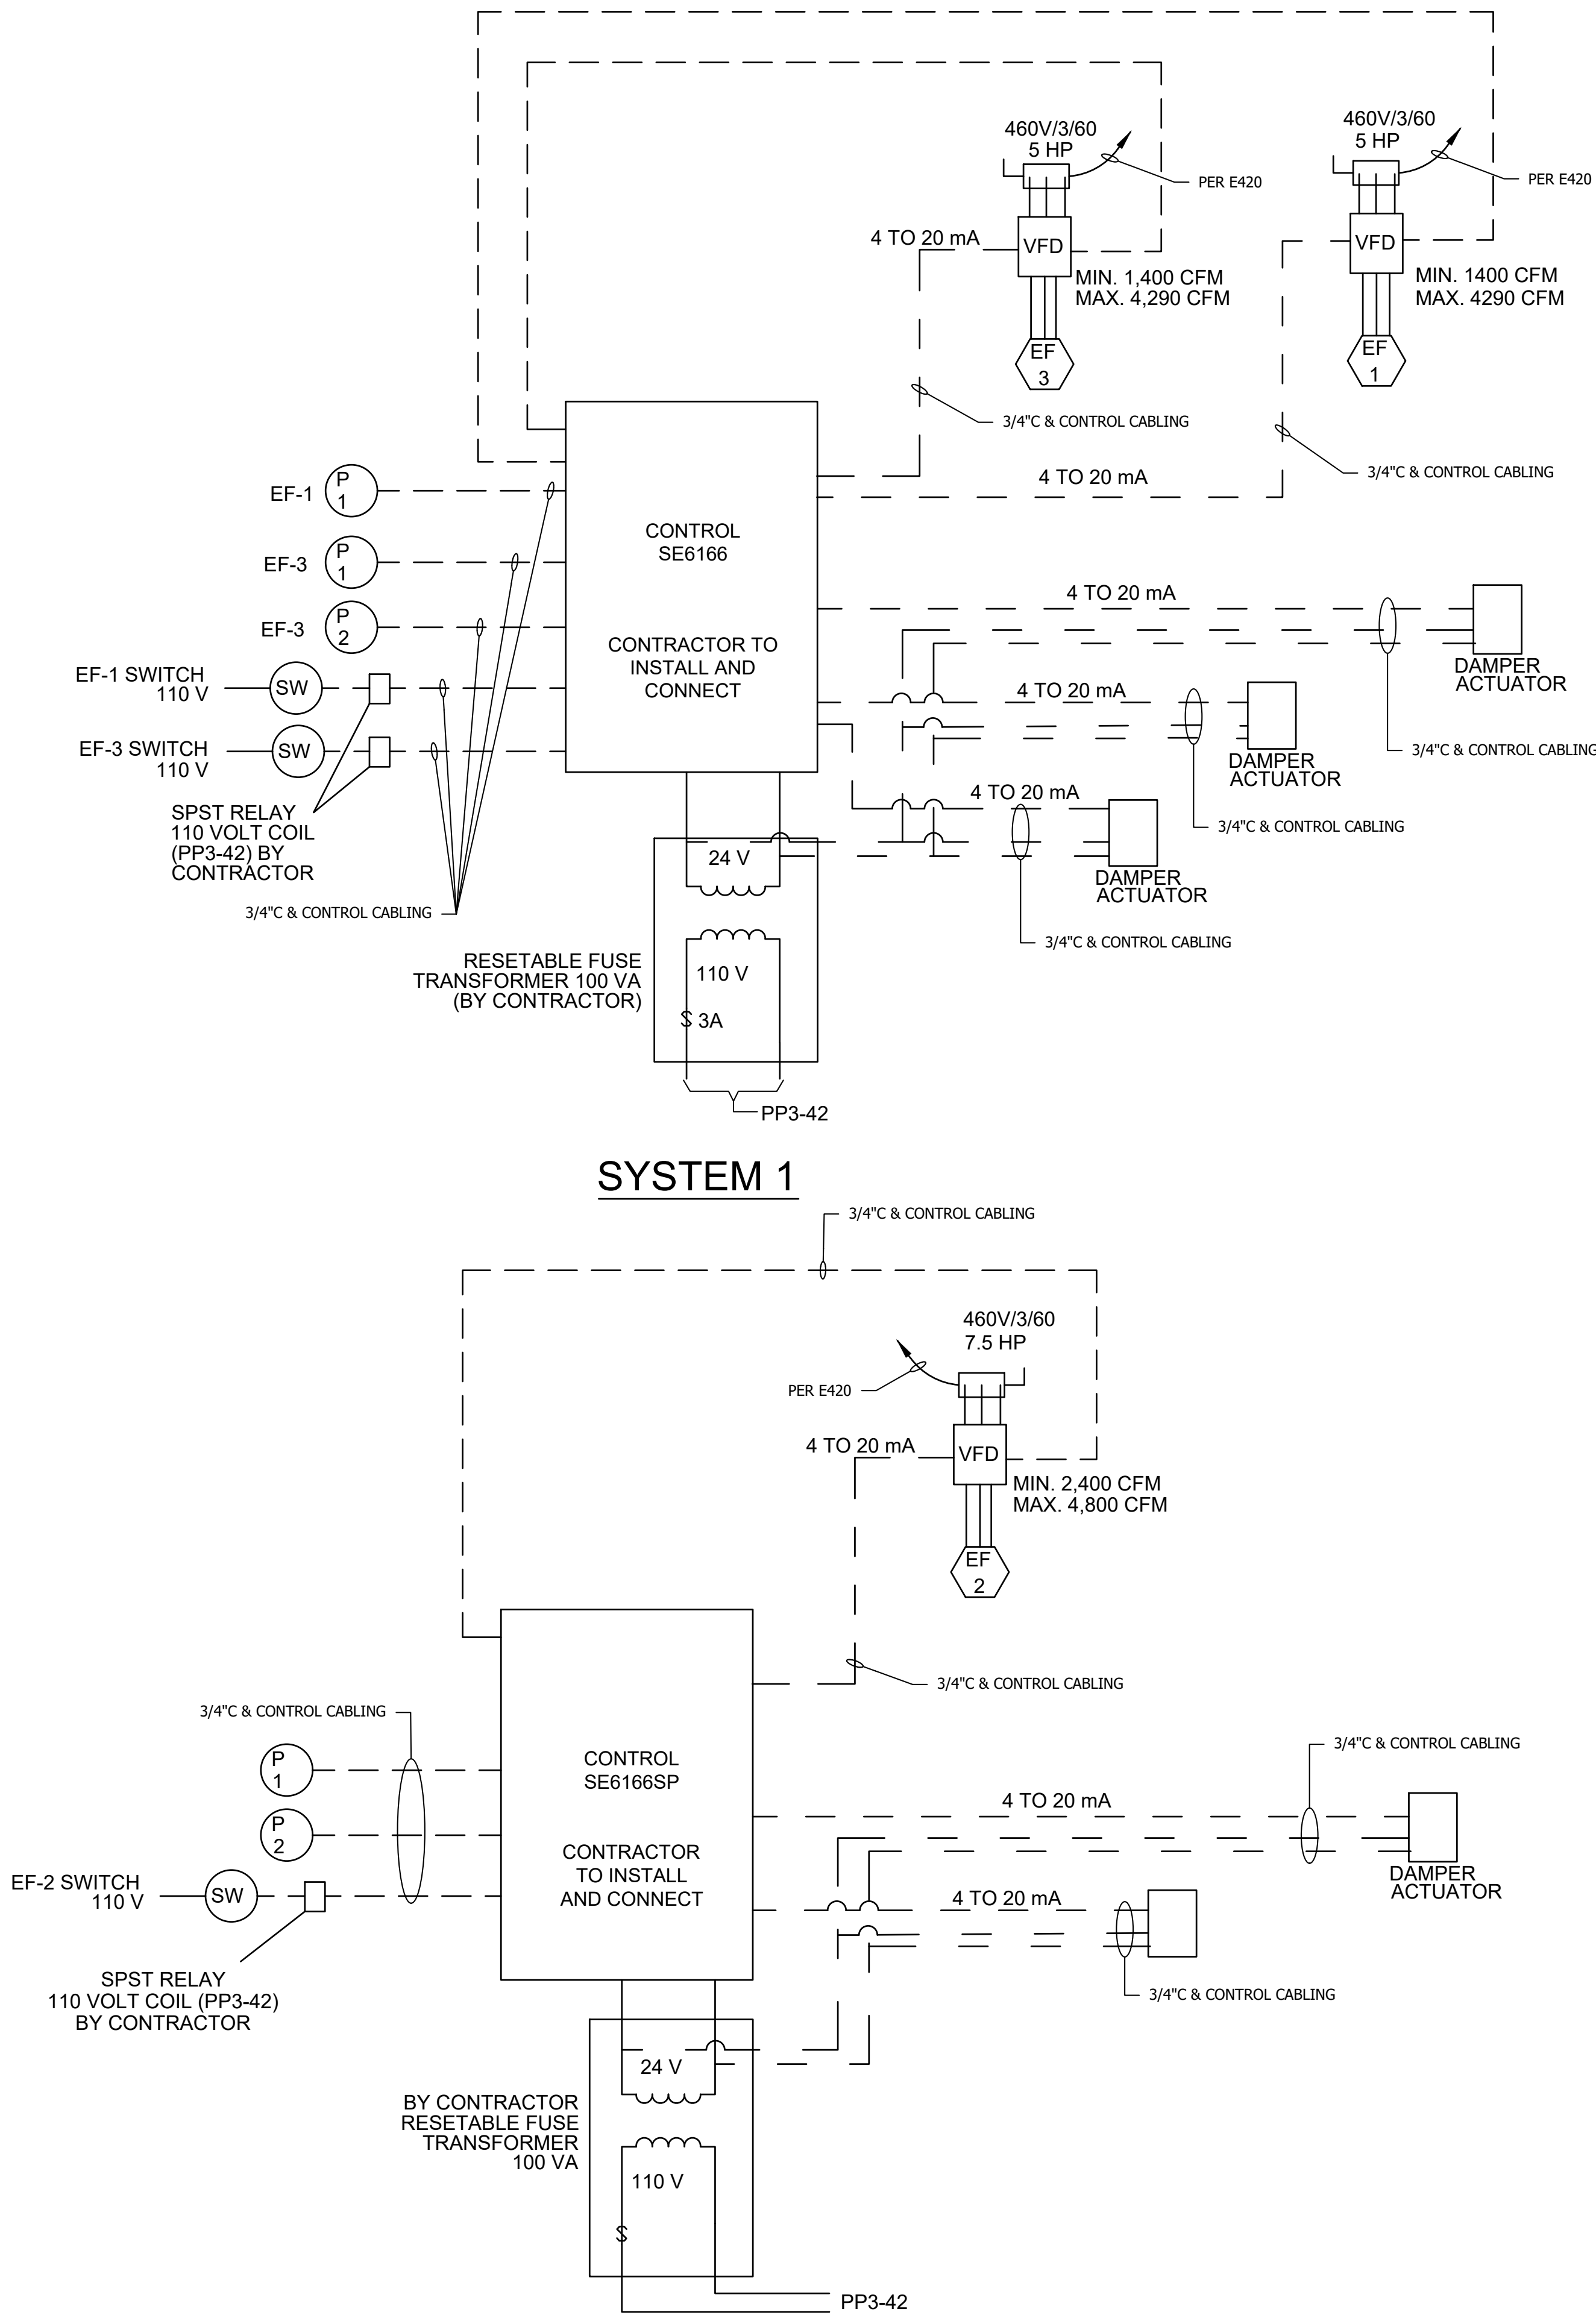 460V/3/60
5 HP
PER E420
4 TO 20 mA
VFD
MIN. 1,400 CFM
MAX. 4,290 CFM
EF
3
3/4"C & CONTROL CABLING
460V/3/60
5 HP
PER E420
VFD
MIN. 1400 CFM
MAX. 4290 CFM
EF
1
3/4"C & CONTROL CABLING
4 TO 20 mA
EF-1
P
1
EF-3
P
1
EF-3
P
2
EF-1 SWITCH
110 V
SW
EF-3 SWITCH
110 V
SW
SPST RELAY
110 VOLT COIL
(PP3-42) BY
CONTRACTOR
3/4"C & CONTROL CABLING
CONTROL
SE6166
CONTRACTOR TO
INSTALL AND
CONNECT
4 TO 20 mA
DAMPER
ACTUATOR
3/4"C & CONTROL CABLING
4 TO 20 mA
DAMPER
ACTUATOR
3/4"C & CONTROL CABLING
4 TO 20 mA
DAMPER
ACTUATOR
3/4"C & CONTROL CABLING
24 V
110 V
3A
RESETABLE FUSE
TRANSFORMER 100 VA
(BY CONTRACTOR)
PP3-42
SYSTEM 1
3/4"C & CONTROL CABLING
460V/3/60
7.5 HP
PER E420
4 TO 20 mA
VFD
MIN. 2,400 CFM
MAX. 4,800 CFM
EF
2
3/4"C & CONTROL CABLING
3/4"C & CONTROL CABLING
P
1
P
2
EF-2 SWITCH
110 V
SW
SPST RELAY
110 VOLT COIL (PP3-42)
BY CONTRACTOR
CONTROL
SE6166SP
CONTRACTOR
TO INSTALL
AND CONNECT
3/4"C & CONTROL CABLING
4 TO 20 mA
DAMPER
ACTUATOR
4 TO 20 mA
3/4"C & CONTROL CABLING
24 V
BY CONTRACTOR
RESETABLE FUSE
TRANSFORMER
100 VA
110 V
PP3-42